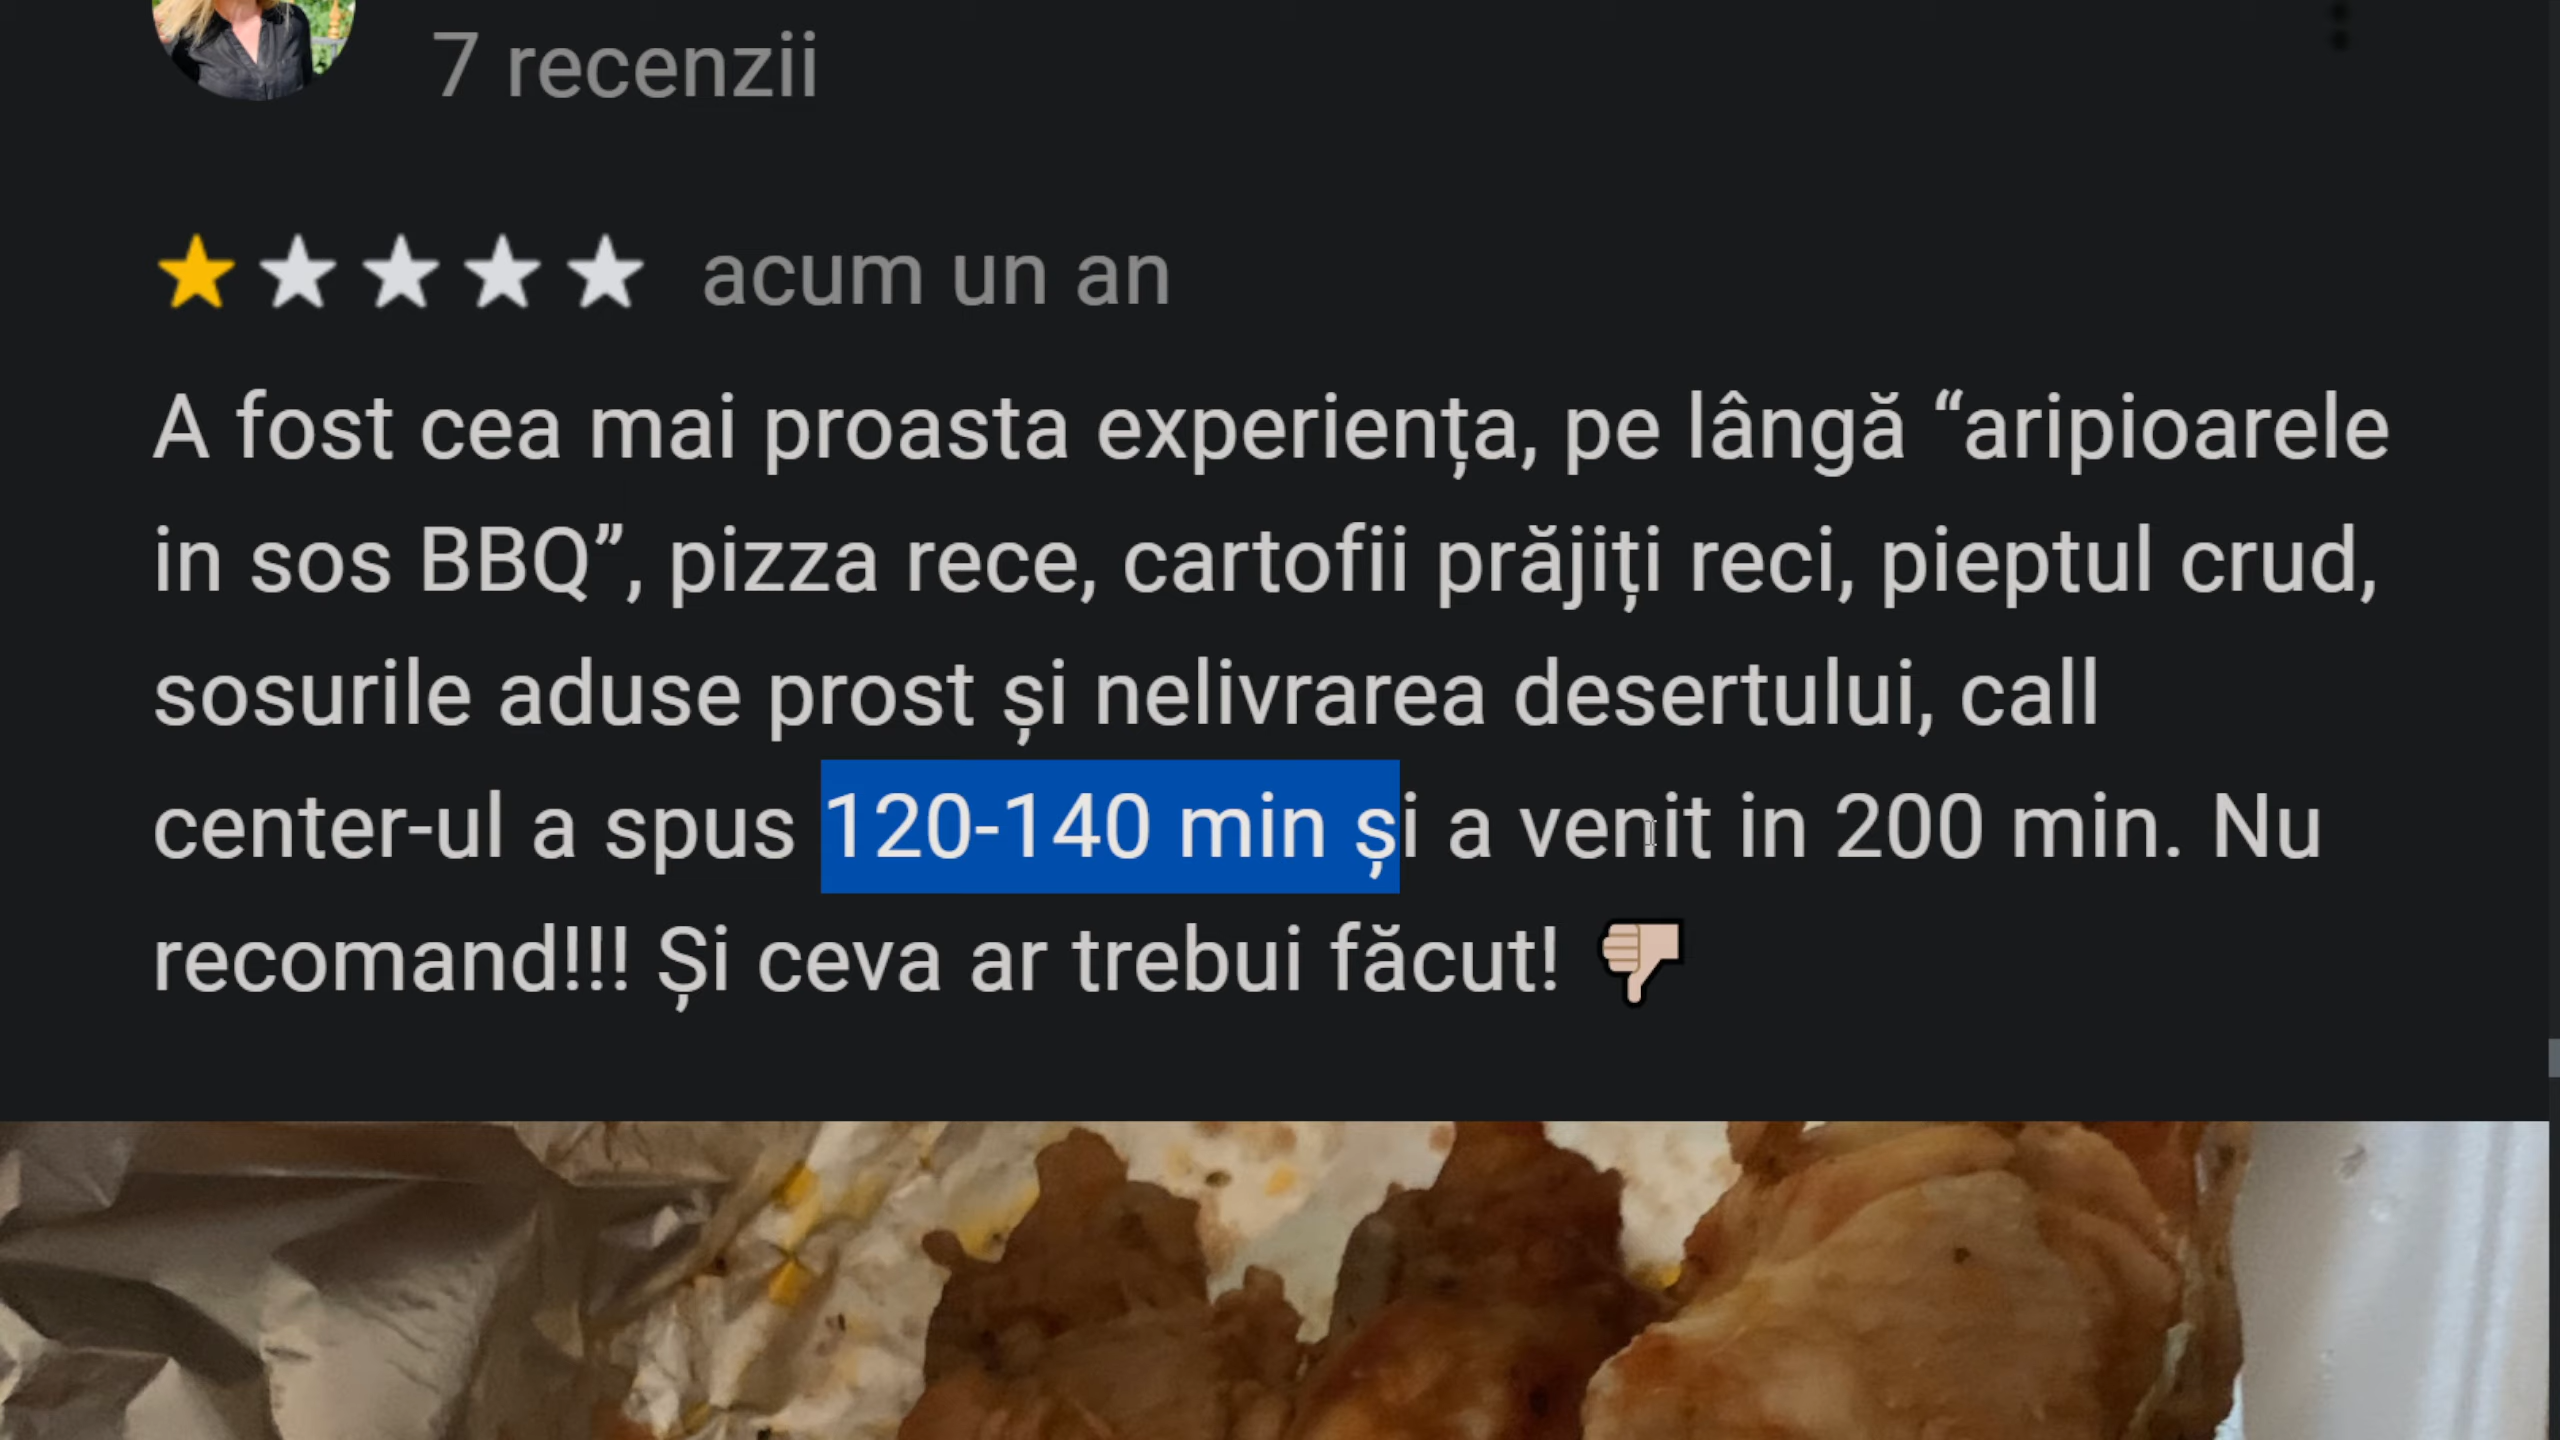 7 recenzii
acum un an
A fost cea mai proasta experiența, pe lângă “aripioarele
in sos BBQ”, pizza rece, cartofii prăjiți reci, pieptul crud,
sosurile aduse prost și nelivrarea desertului, call
center-ul a spus 120-140 min și a venit in 200 min. Nu
recomand!!! Și ceva ar trebui făcut! 👎🏼